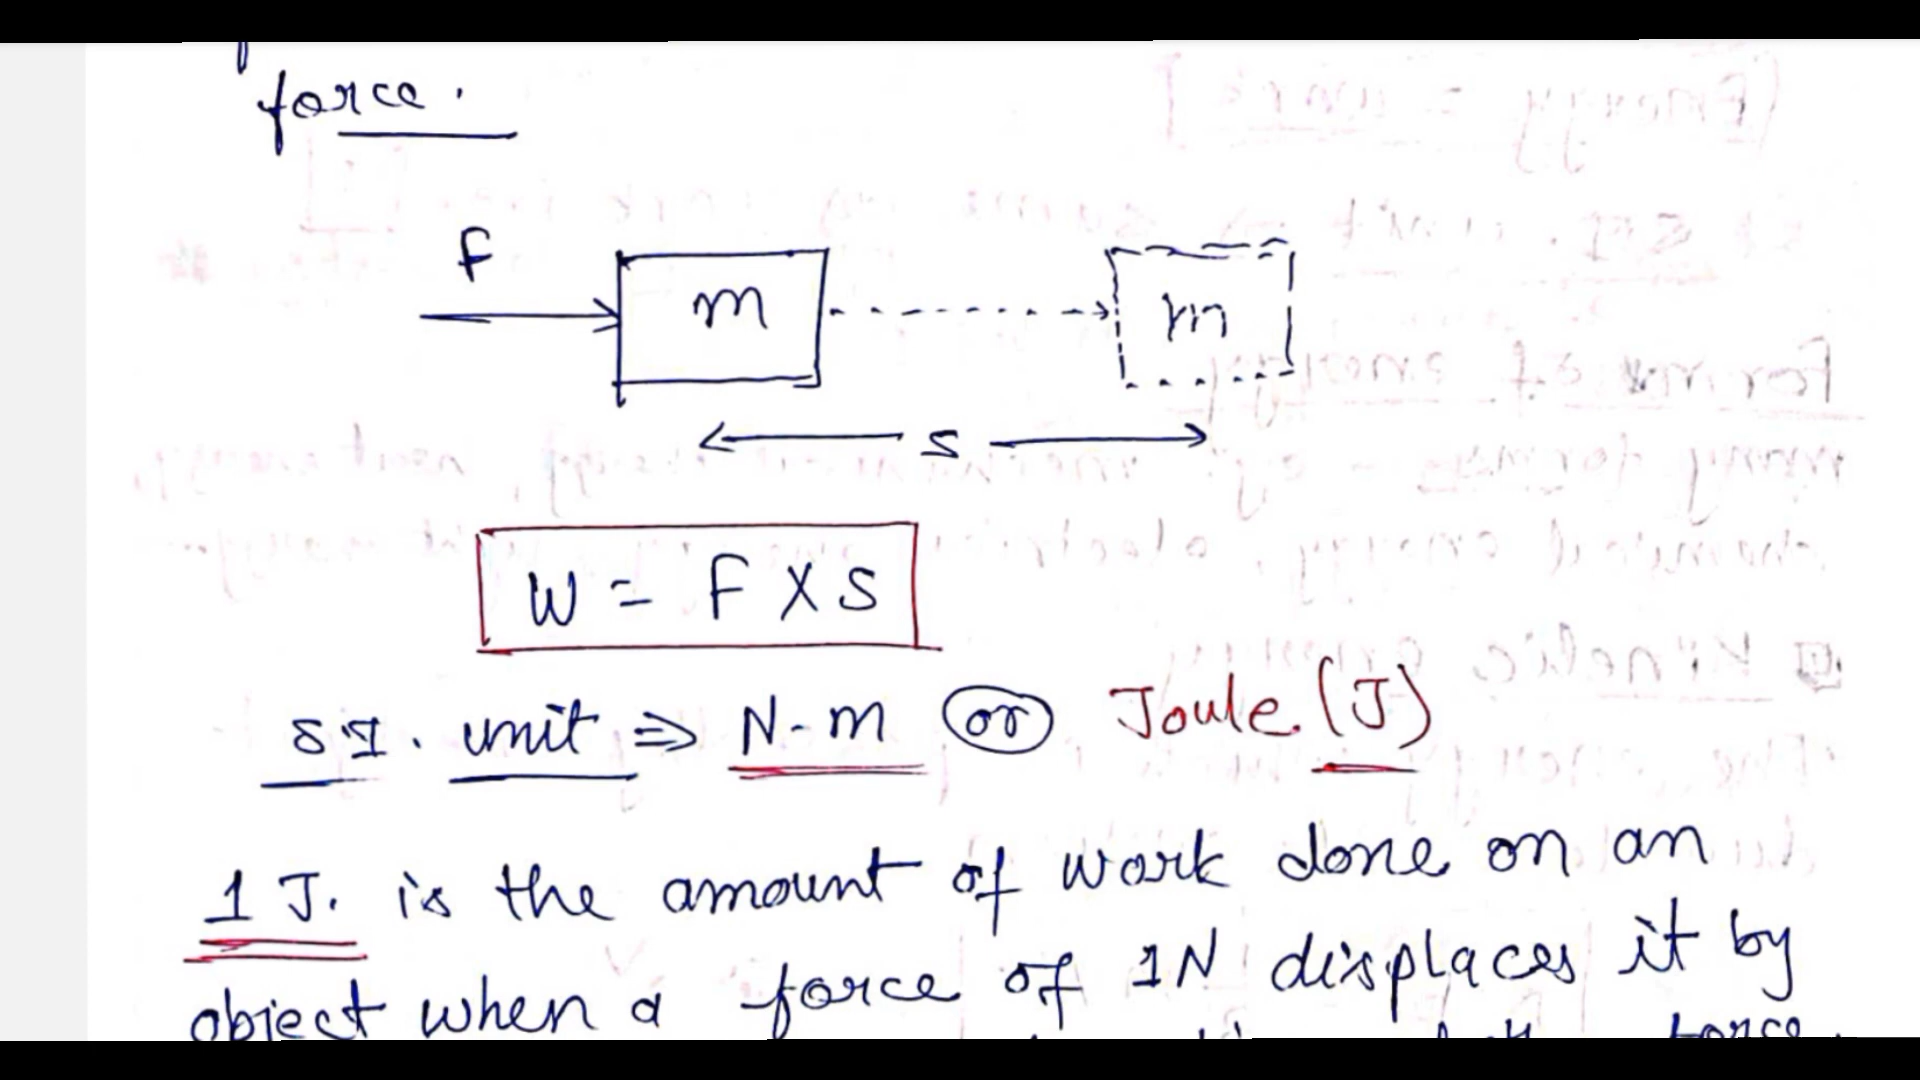 force.
F
m
m
S
W = F X S
S.I. unit ⇒ N-m or Joule (J)
1 J. is the amount of work done on an
object when a force of 1N displaces it by
force.